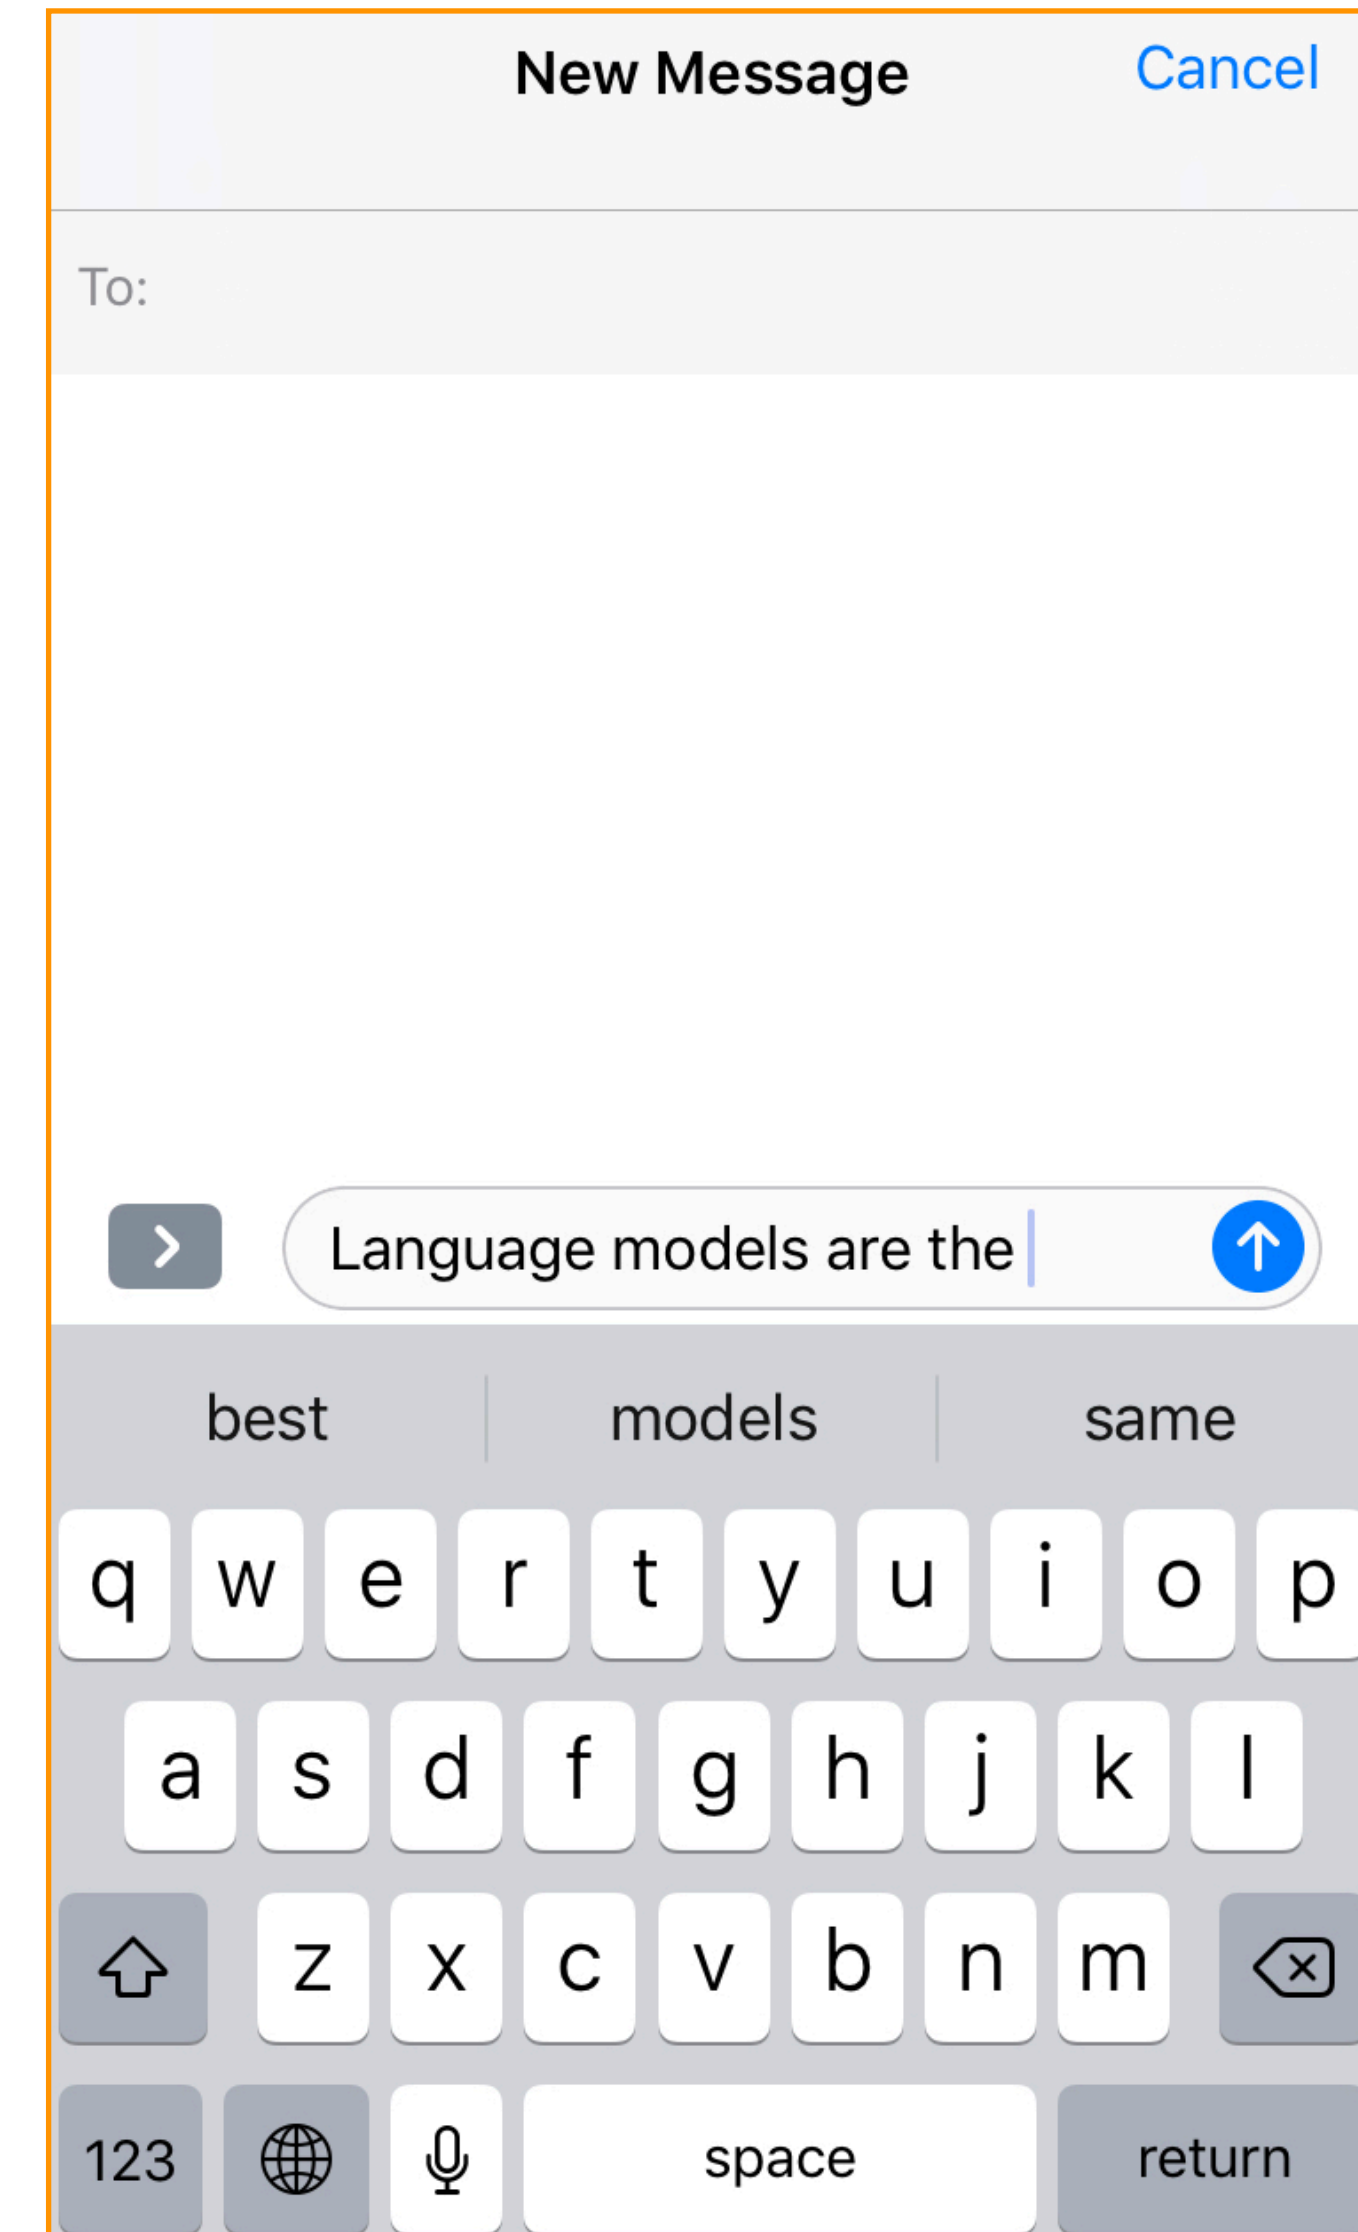 New Message Cancel
To:
Language models are the
best models same
q w e r t y u i o p
a s d f g h j k l
z x c v b n m
123 space return